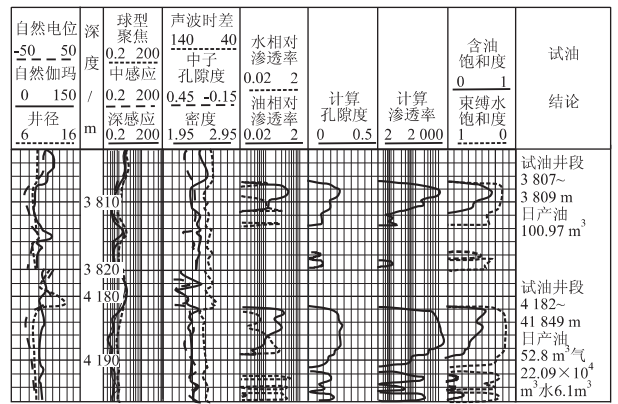 自然电位
-50 50
自然伽玛
0 150
井径
6 16
深
度
/
m
球型
聚焦
0.2 200
中感应
0.2 200
深感应
0.2 200
声波时差
140 40
中子
孔隙度
0.45 -0.15
密度
1.95 2.95
水相对
渗透率
0.02 2
油相对
渗透率
0.02 2
计算
孔隙度
0 0.5
计算
渗透率
2 2 000
含油
饱和度
0 1
束缚水
饱和度
1 0
试油
结论
3 810
3 820
4 180
4 190
试油井段
3 807~
3 809 m
日产油
100.97 m³
试油井段
4 182~
41 849 m
日产油
52.8 m³气
22.09×10⁴
m³水6.1m³